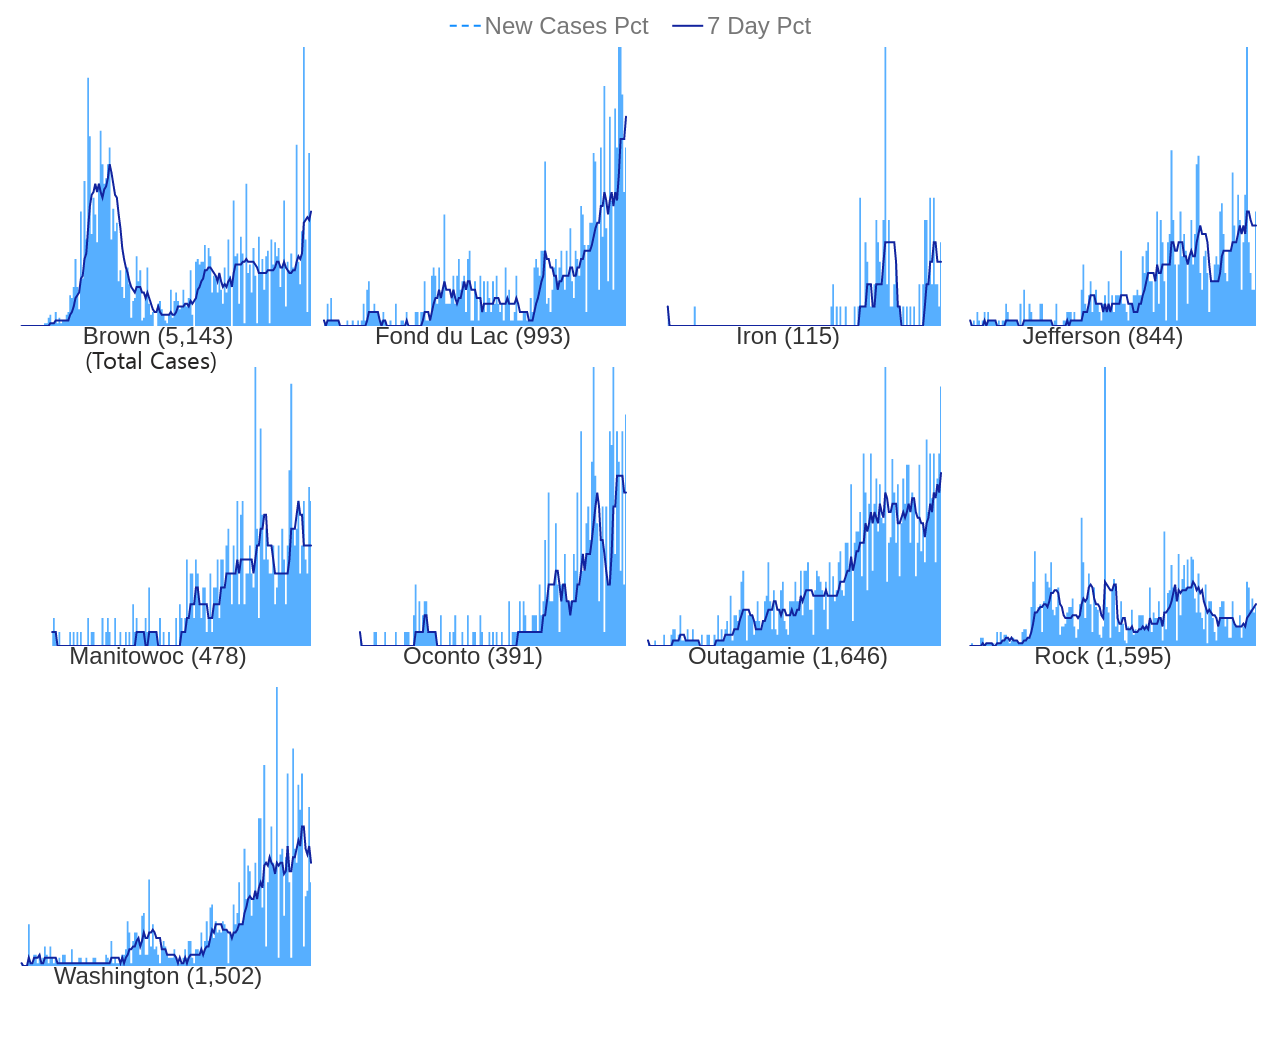 New Cases Pct 7 Day Pct
Brown (5,143) Fond du Lac (993) Iron (115) Jefferson (844)
(Total Cases)
Manitowoc (478) Oconto (391) Outagamie (1,646) Rock (1,595)
Washington (1,502)